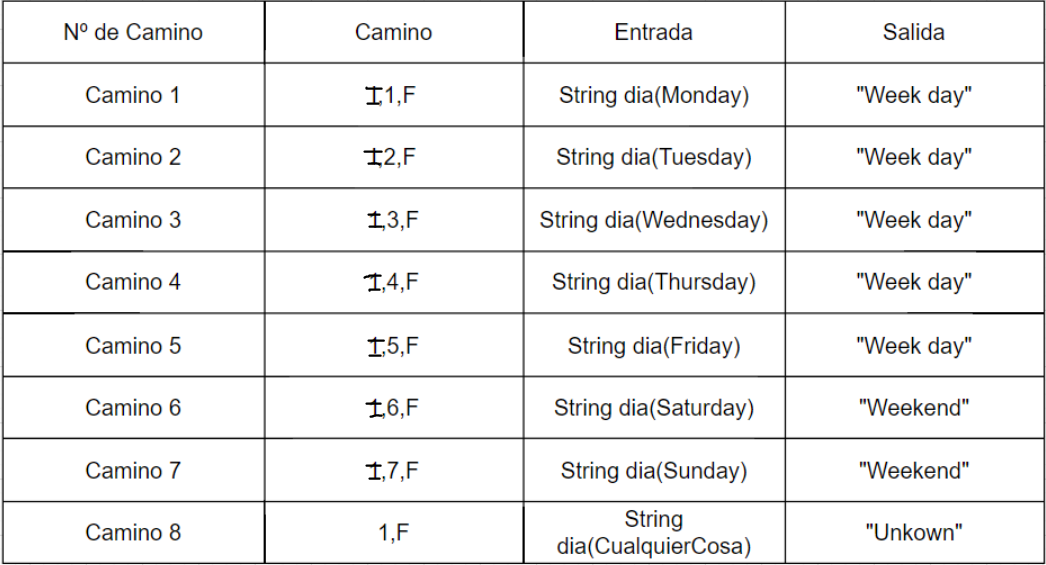 Nº de Camino Camino Entrada Salida
Camino 1 I,1,F String dia(Monday) "Week day"
Camino 2 I,2,F String dia(Tuesday) "Week day"
Camino 3 I,3,F String dia(Wednesday) "Week day"
Camino 4 I,4,F String dia(Thursday) "Week day"
Camino 5 I,5,F String dia(Friday) "Week day"
Camino 6 I,6,F String dia(Saturday) "Weekend"
Camino 7 I,7,F String dia(Sunday) "Weekend"
Camino 8 1,F String
dia(CualquierCosa) "Unkown"